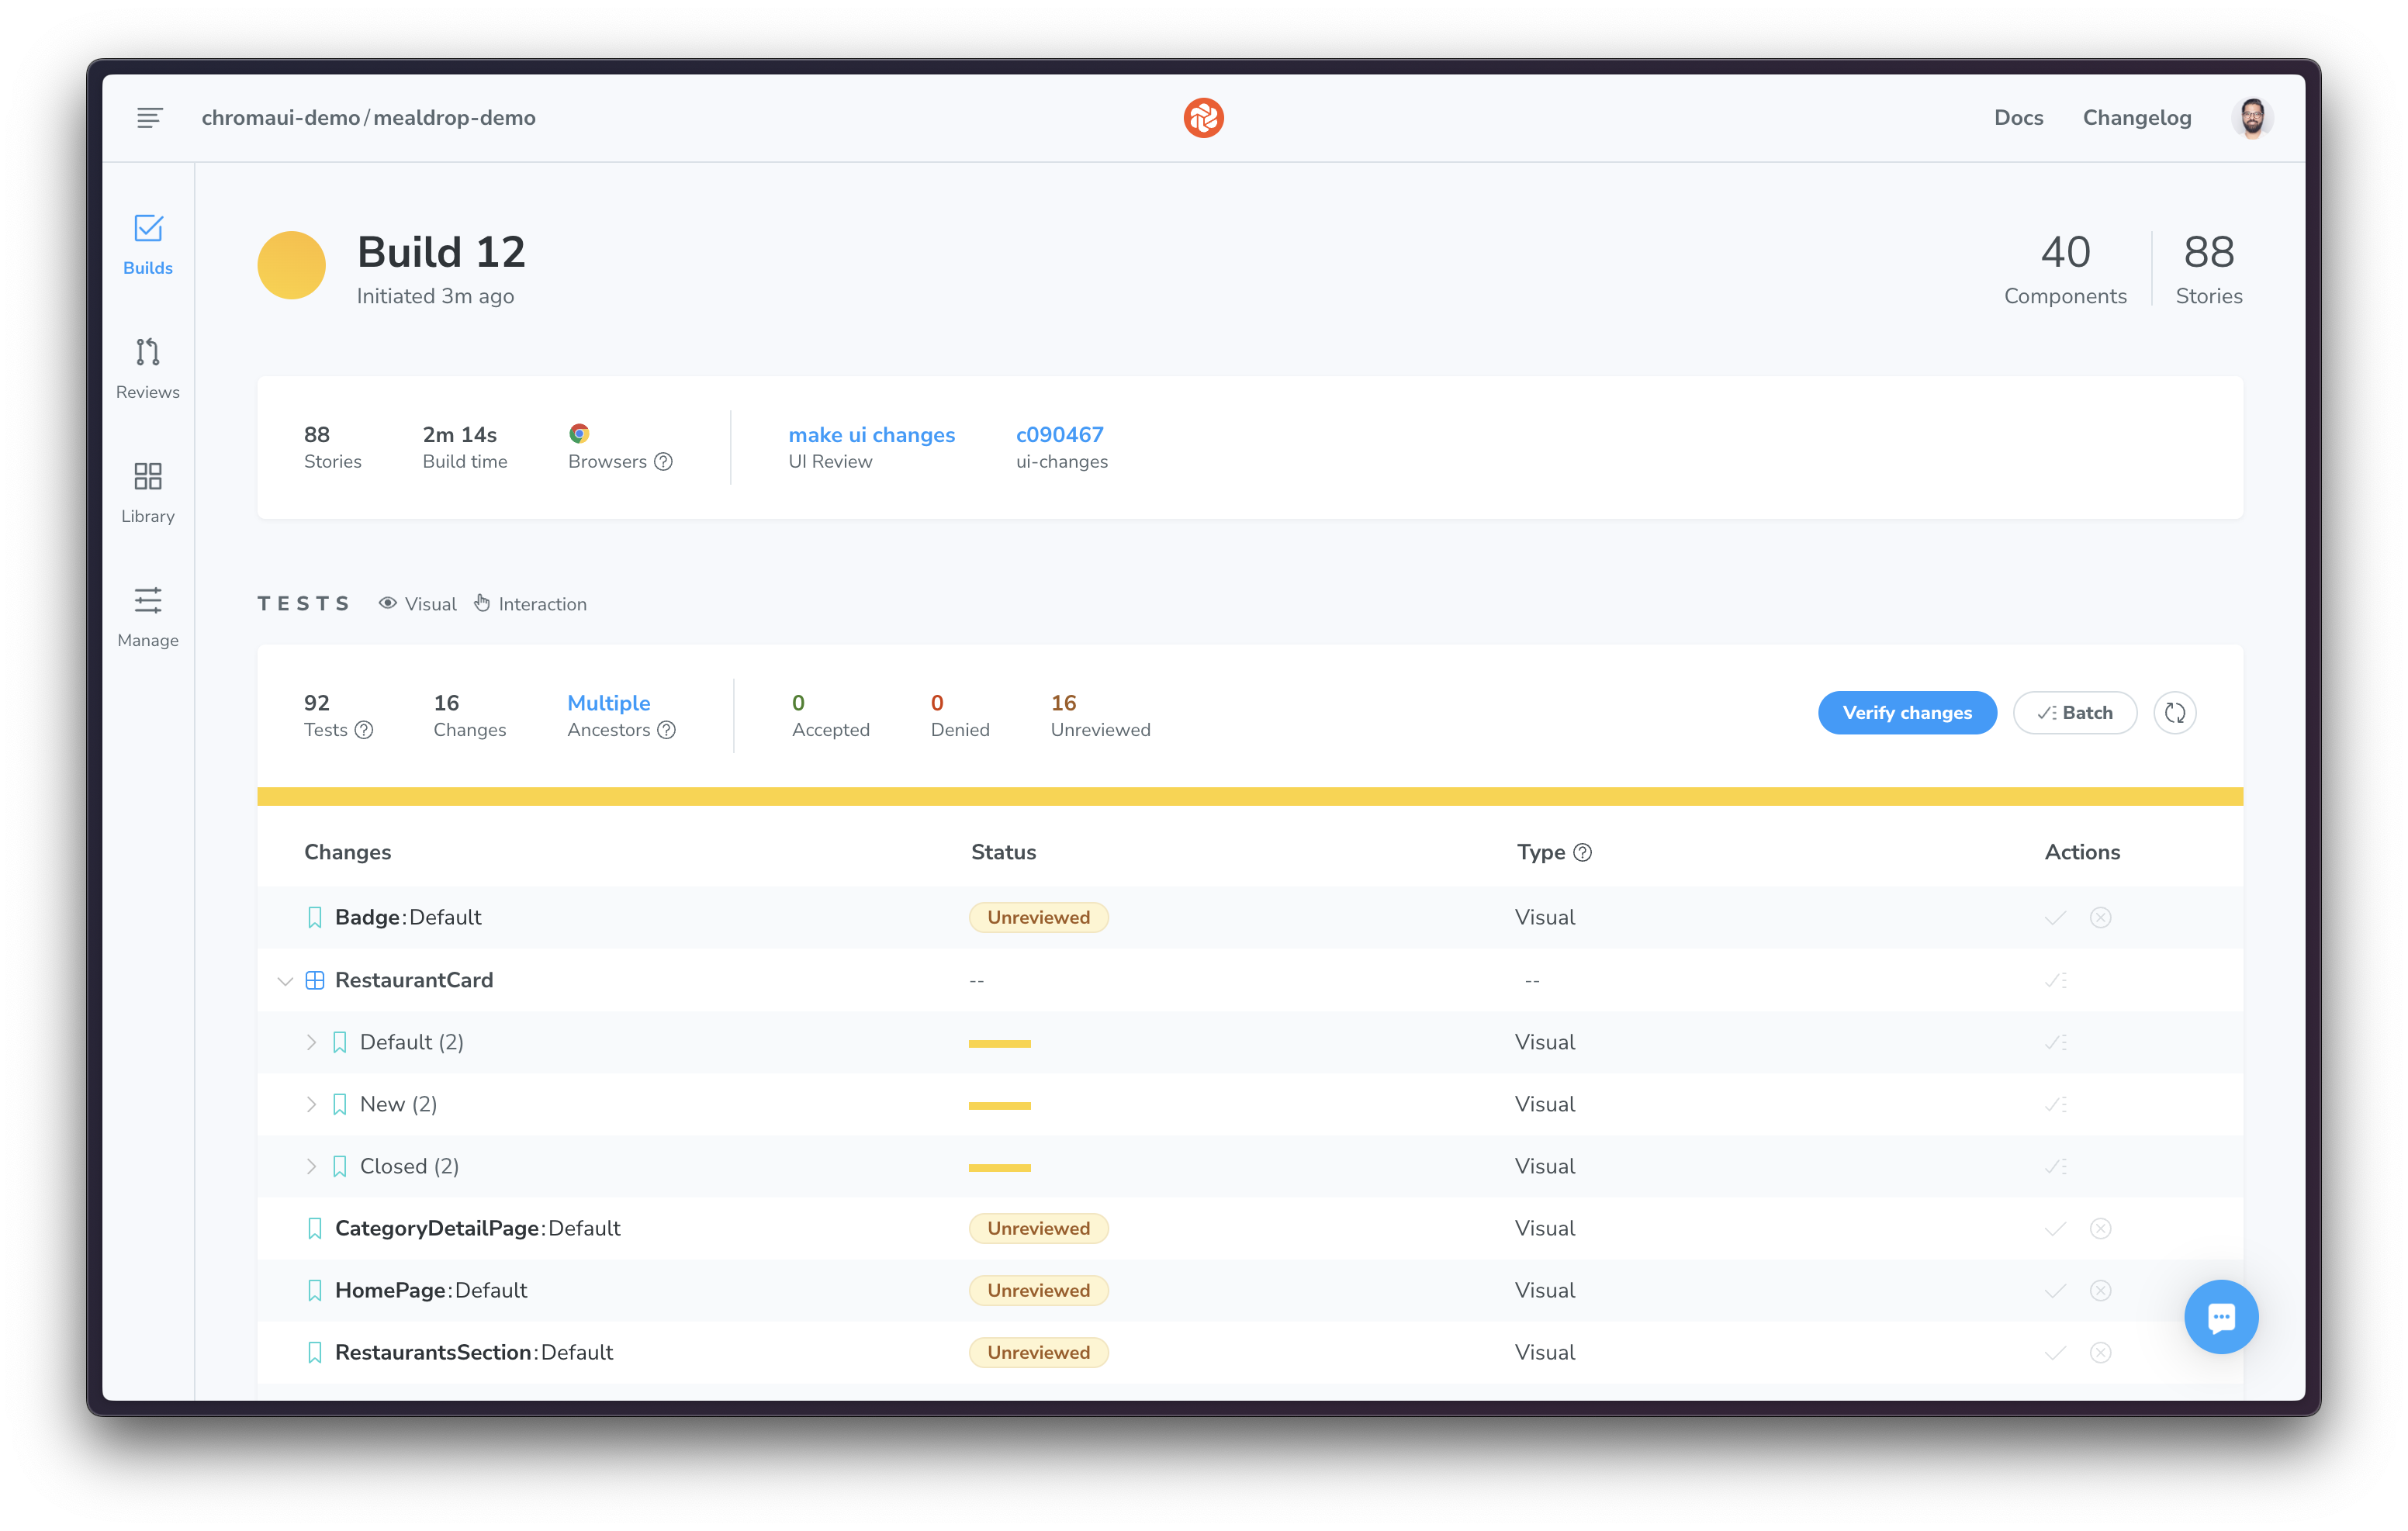 chromaui-demo / mealdrop-demo
Docs
Changelog
Builds
Reviews
Library
Manage
Build 12
Initiated 3m ago
40
Components
88
Stories
88
Stories
2m 14s
Build time
Browsers
make ui changes
UI Review
c090467
ui-changes
TESTS
Visual
Interaction
92
Tests
16
Changes
Multiple
Ancestors
0
Accepted
0
Denied
16
Unreviewed
Verify changes
Batch
Changes Status Type Actions
Badge:Default Unreviewed Visual
RestaurantCard -- --
Default (2) Visual
New (2) Visual
Closed (2) Visual
CategoryDetailPage:Default Unreviewed Visual
HomePage:Default Unreviewed Visual
RestaurantsSection:Default Unreviewed Visual